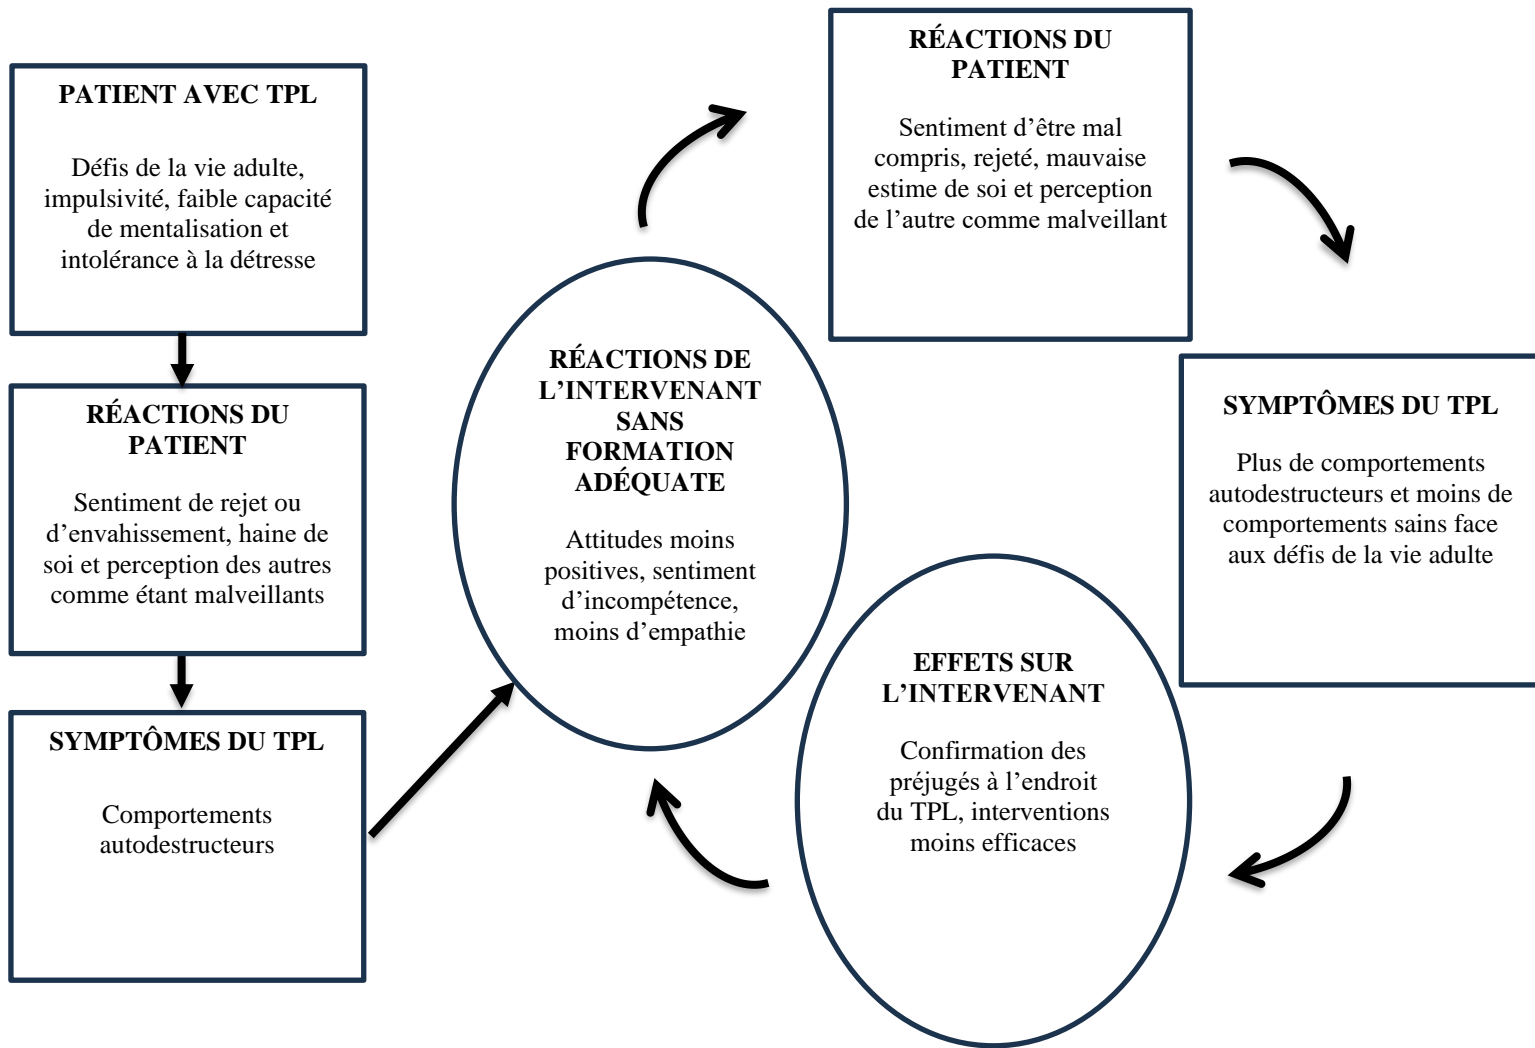 PATIENT AVEC TPL
Défis de la vie adulte,
impulsivité, faible capacité
de mentalisation et
intolérance à la détresse
RÉACTIONS DU
PATIENT
Sentiment de rejet ou
d’envahissement, haine de
soi et perception des autres
comme étant malveillants
SYMPTÔMES DU TPL
Comportements
autodestructeurs
RÉACTIONS DE
L’INTERVENANT
SANS
FORMATION
ADÉQUATE
Attitudes moins
positives, sentiment
d’incompétence,
moins d’empathie
RÉACTIONS DU
PATIENT
Sentiment d’être mal
compris, rejeté, mauvaise
estime de soi et perception
de l’autre comme malveillant
SYMPTÔMES DU TPL
Plus de comportements
autodestructeurs et moins de
comportements sains face
aux défis de la vie adulte
EFFETS SUR
L’INTERVENANT
Confirmation des
préjugés à l’endroit
du TPL, interventions
moins efficaces